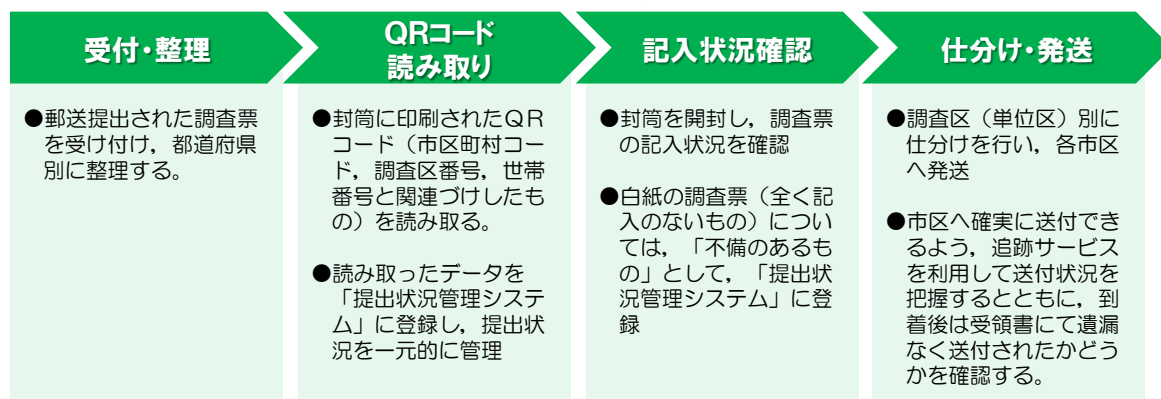 受付・整理
QRコード
読み取り
記入状況確認
仕分け・発送
●郵送提出された調査票
を受け付け，都道府県
別に整理する。
●封筒に印刷されたＱＲ
コード（市区町村コー
ド，調査区番号，世帯
番号と関連づけしたも
の）を読み取る。
●読み取ったデータを
「提出状況管理システ
ム」に登録し，提出状
況を一元的に管理
●封筒を開封し，調査票
の記入状況を確認
●白紙の調査票（全く記
入のないもの）につい
ては，「不備のあるも
の」として，「提出状
況管理システム」に登
録
●調査区（単位区）別に
仕分けを行い，各市区
へ発送
●市区へ確実に送付でき
るよう，追跡サービス
を利用して送付状況を
把握するとともに，到
着後は受領書にて遺漏
なく送付されたかどう
かを確認する。